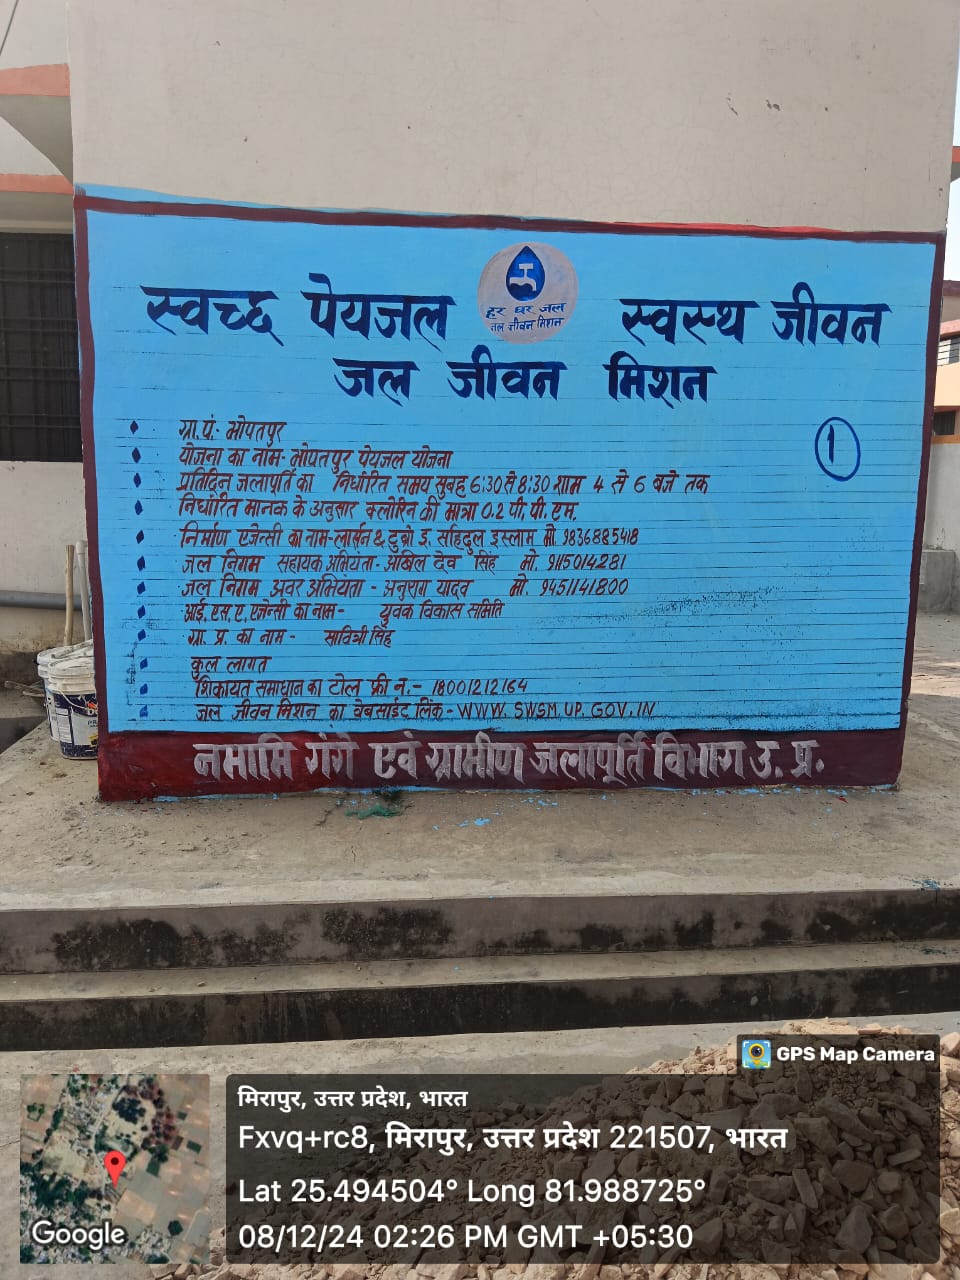 स्वच्छ पेयजल
हर घर जल
जल जीवन मिशन
स्वस्थ जीवन
जल जीवन मिशन
1
ग्रा.पं.- भोपतपुर
योजना का नाम- भोपतपुर पेयजल योजना
प्रतिदिन जलापूर्ति का निर्धारित समय सुबह 6:30 से 8:30 शाम 4 से 6 बजे तक
निर्धारित मानक के अनुसार क्लोरिन की मात्रा 0.2 पी. पी. एम.
निर्माण एजेन्सी का नाम-लार्सन & टुब्रो इ. सहिदुल इस्लाम मो. 9836885418
जल निगम सहायक अभियंता - अखिल देव सिंह मो. 9115014281
जल निगम अवर अभियंता - अनुराग यादव मो. 9451141800
आई. एस. ए. एजेन्सी का नाम- युवक विकास समिति
ग्रा. प्र. का नाम - सावित्री सिंह
कुल लागत
शिकायत समाधान का टोल फ्री न.- 18001212164
जल जीवन मिशन का वेबसाईट लिंक - WWW.SWSM.UP.GOV.IN
नमामि गंगे एवं ग्रामीण जलापूर्ति विभाग उ. प्र.
GPS Map Camera
मिरापुर, उत्तर प्रदेश, भारत
Fxvq+rc8, मिरापुर, उत्तर प्रदेश 221507, भारत
Lat 25.494504° Long 81.988725°
08/12/24 02:26 PM GMT +05:30
Google